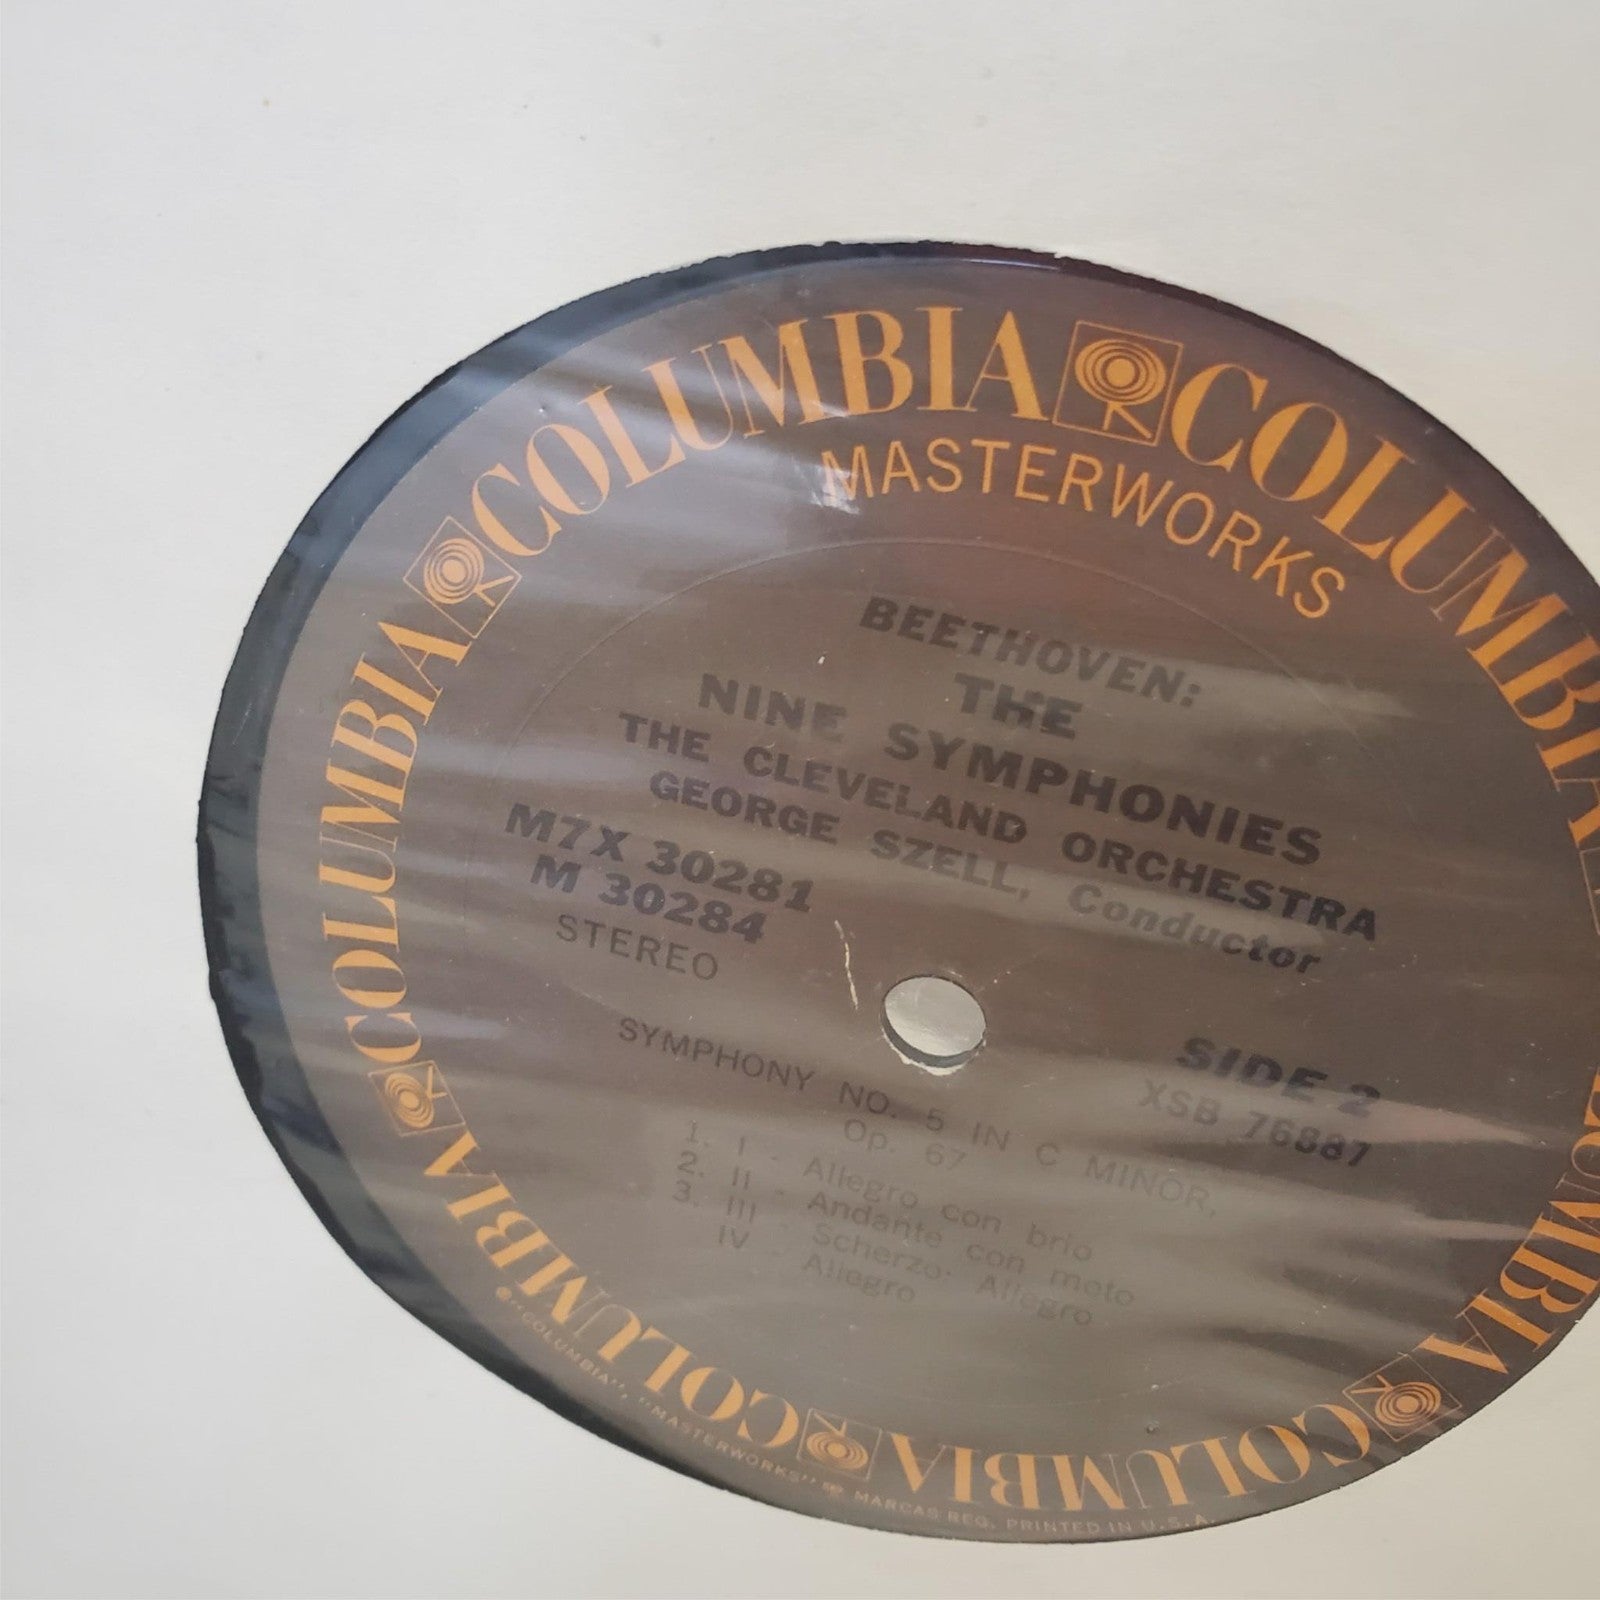 COLUMBIA COLUMBIA COLUMBIA COLUMBIA COLUMBIA COLUMBIA
MASTERWORKS
BEETHOVEN:
THE
NINE SYMPHONIES
THE CLEVELAND ORCHESTRA
GEORGE SZELL, Conductor
M7X 30281
M 30284
STEREO
SIDE 2
XSB 76887
SYMPHONY NO. 5 IN C MINOR,
Op. 67
1. I - Allegro con brio
2. II - Andante con moto
3. III - Scherzo: Allegro
IV - Allegro
® "COLUMBIA", "MASTERWORKS" ® MARCAS REG. PRINTED IN U.S.A.